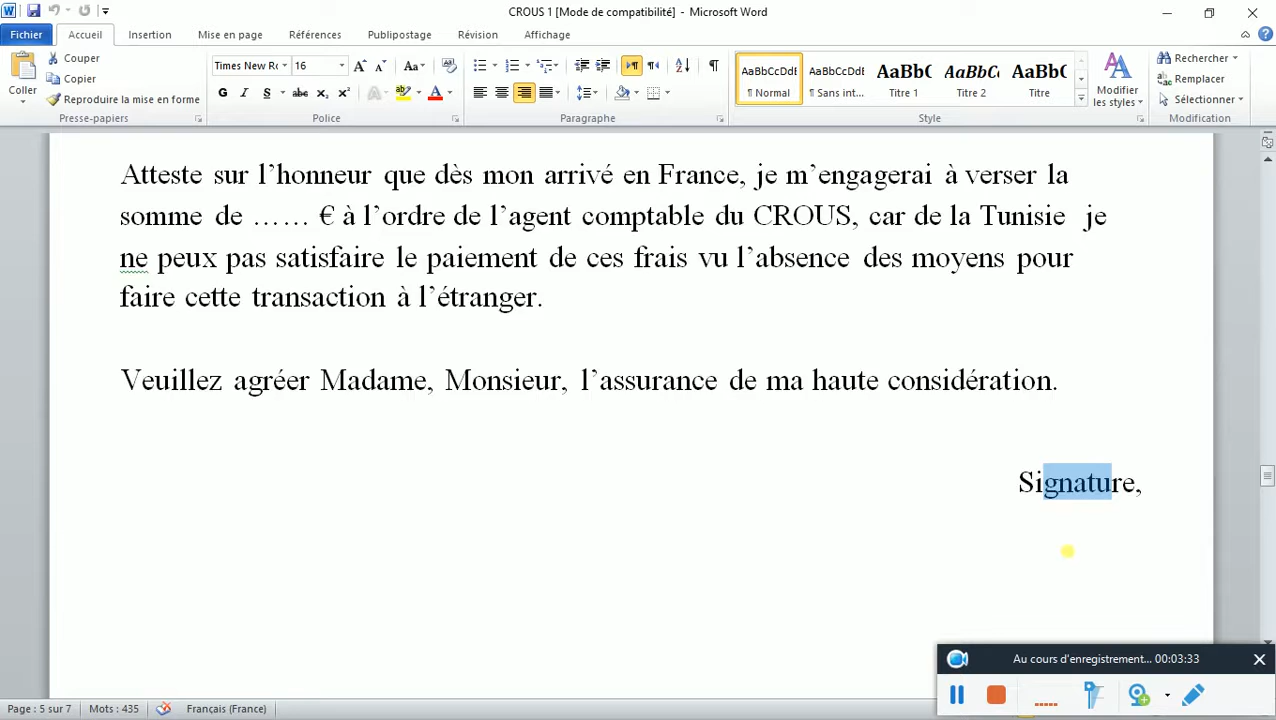 CROUS 1 [Mode de compatibilité] - Microsoft Word
Fichier Accueil Insertion Mise en page Références Publipostage Révision Affichage
Coller
Couper
Copier
Reproduire la mise en forme
Presse-papiers
Times New Ro 16
G I S abc x₂ x²
Police
Paragraphe
AaBbCcDdE AaBbCcDdE AaBbC AaBbCc AaBbC
¶ Normal ¶ Sans int... Titre 1 Titre 2 Titre
Modifier les styles
Style
Rechercher
Remplacer
Sélectionner
Modification
Atteste sur l’honneur que dès mon arrivé en France, je m’engagerai à verser la
somme de …… € à l’ordre de l’agent comptable du CROUS, car de la Tunisie je
ne peux pas satisfaire le paiement de ces frais vu l’absence des moyens pour
faire cette transaction à l’étranger.
Veuillez agréer Madame, Monsieur, l’assurance de ma haute considération.
Signature,
Au cours d'enregistrement... 00:03:33
Page : 5 sur 7 Mots : 435 Français (France)